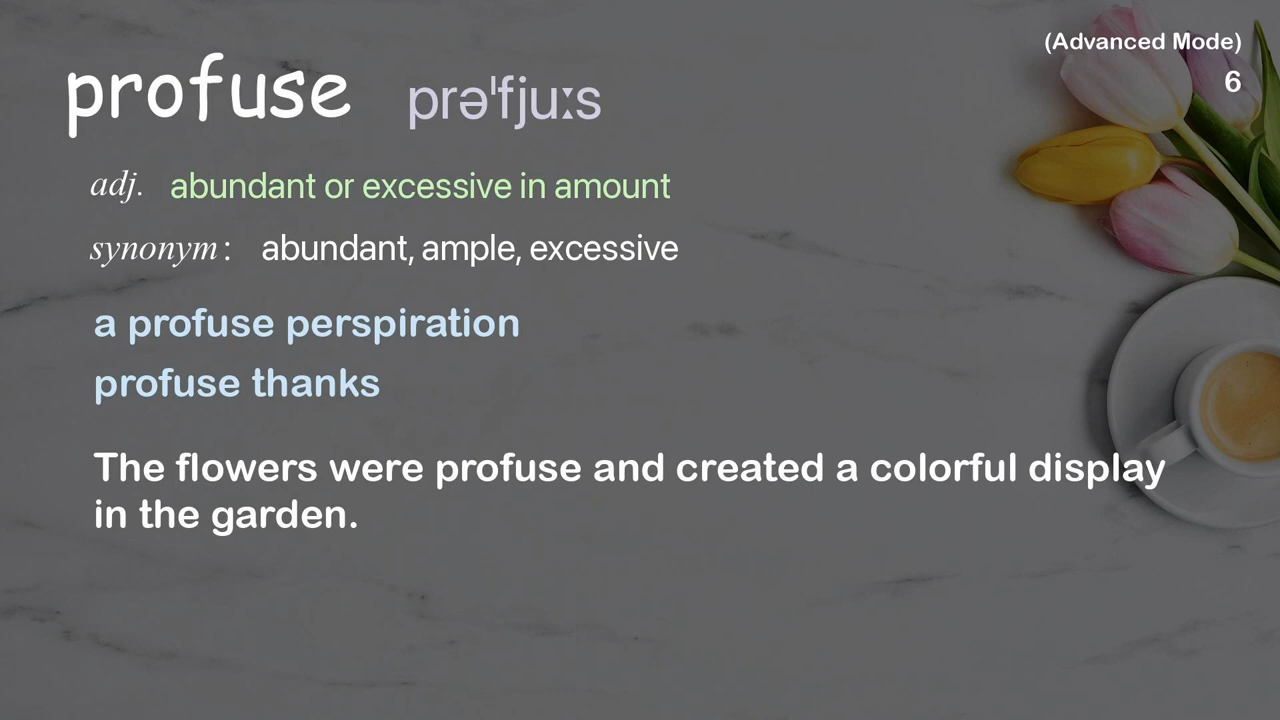 (Advanced Mode)
6
profuse prəˈfjuːs
adj. abundant or excessive in amount
synonym: abundant, ample, excessive
a profuse perspiration
profuse thanks
The flowers were profuse and created a colorful display
in the garden.